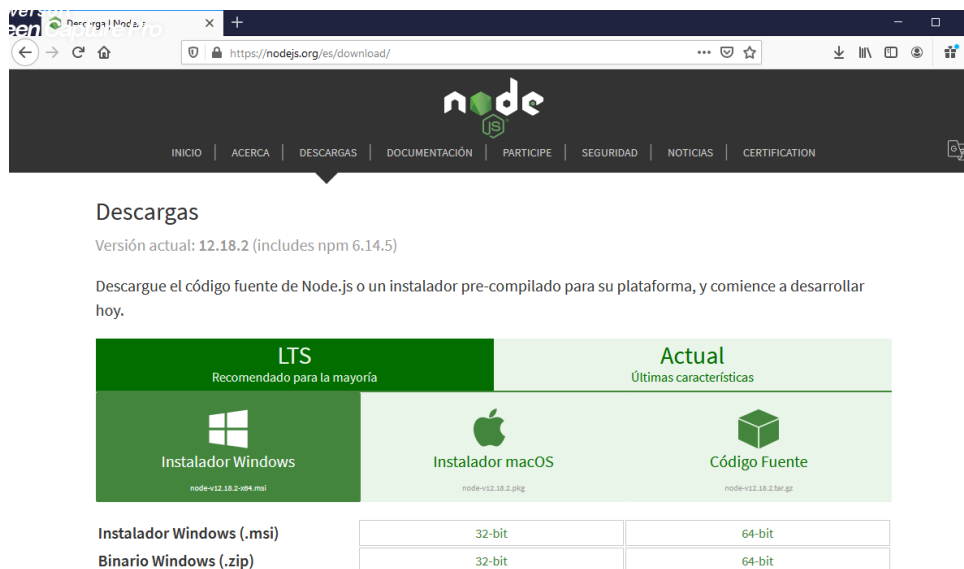 Descarga | Node.js
een Capture Pro
https://nodejs.org/es/download/
node
JS
INICIO ACERCA DESCARGAS DOCUMENTACIÓN PARTICIPE SEGURIDAD NOTICIAS CERTIFICATION
Descargas
Versión actual: 12.18.2 (includes npm 6.14.5)
Descargue el código fuente de Node.js o un instalador pre-compilado para su plataforma, y comience a desarrollar
hoy.
LTS
Recomendado para la mayoría
Actual
Últimas características
Instalador Windows
node-v12.18.2-x64.msi
Instalador macOS
node-v12.18.2.pkg
Código Fuente
node-v12.18.2.tar.gz
Instalador Windows (.msi) 32-bit 64-bit
Binario Windows (.zip) 32-bit 64-bit